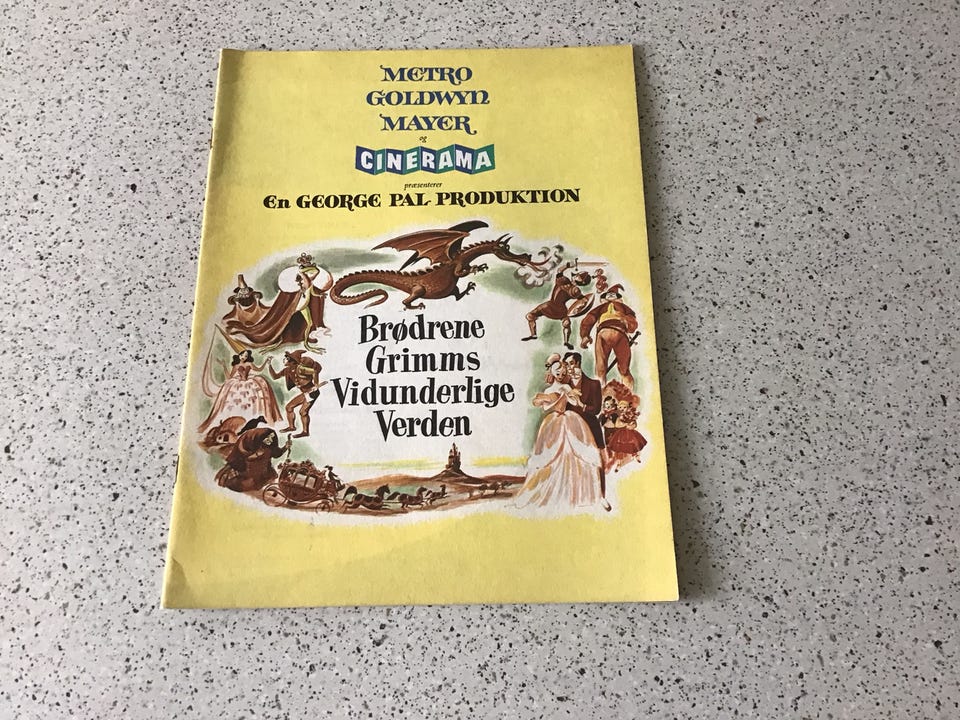 METRO
GOLDWYN
MAYER
og
CINERAMA
præsenterer
En GEORGE PAL-PRODUKTION
Brødrene
Grimms
Vidunderlige
Verden